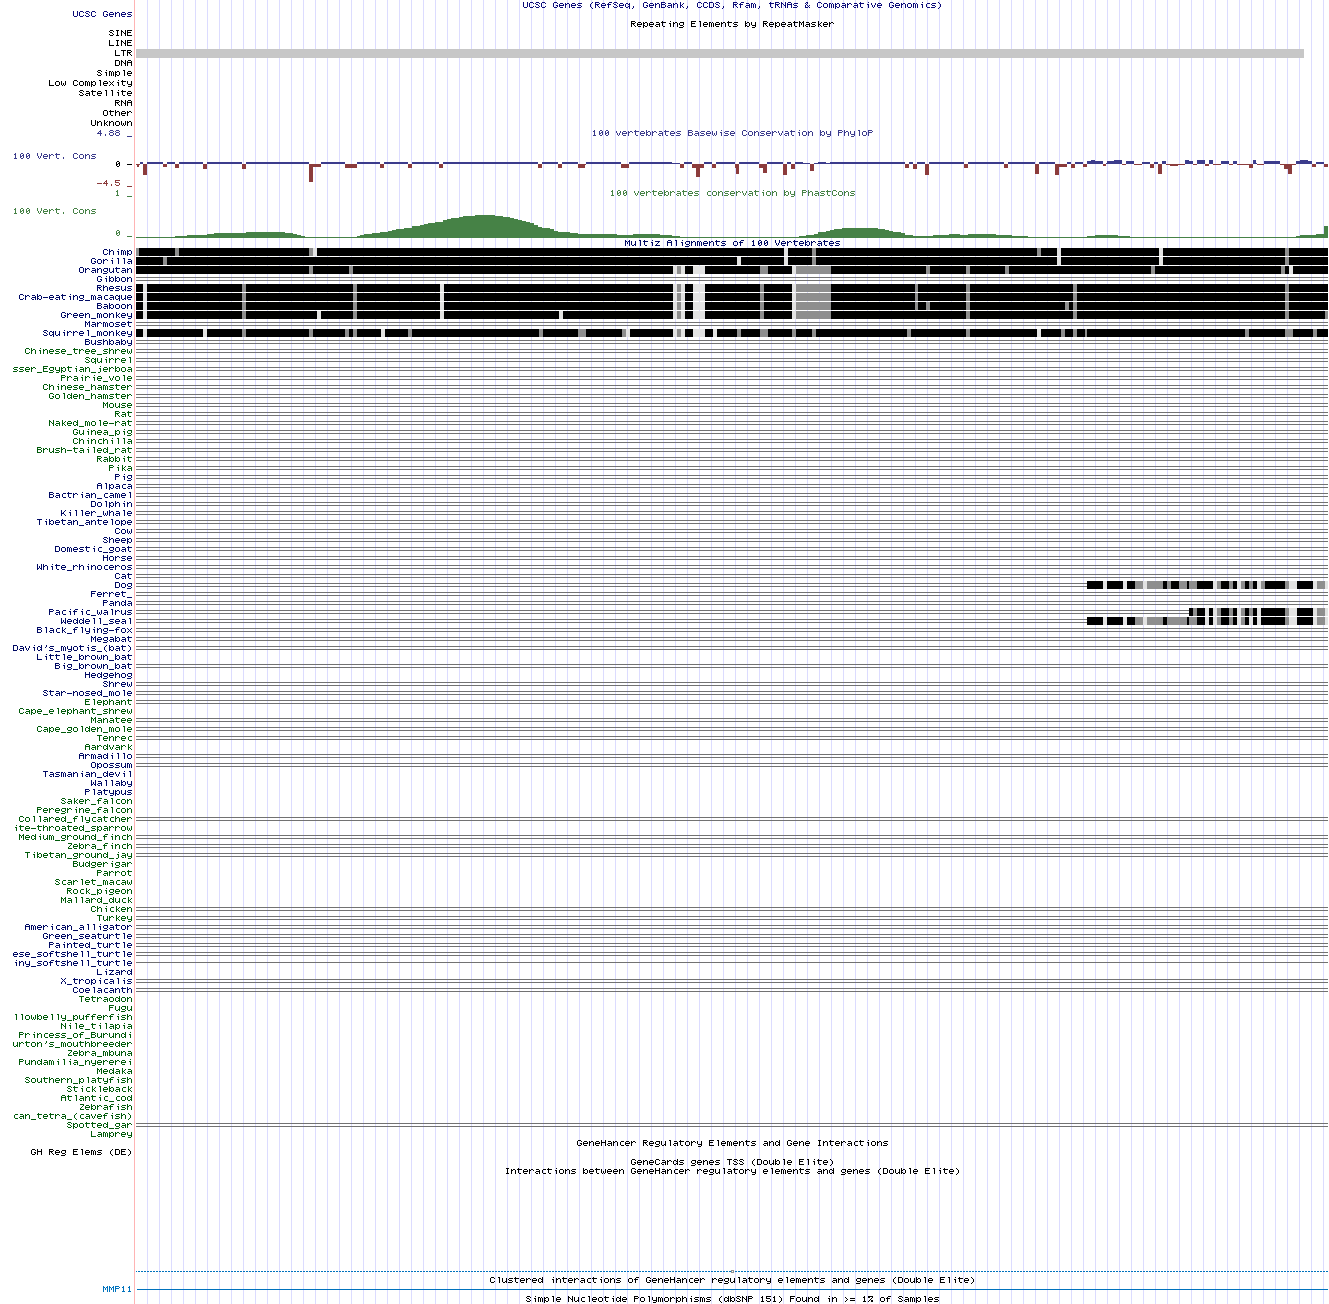 UCSC Genes (RefSeq, GenBank, CCDS, Rfam, tRNAs & Comparative Genomics)
UCSC Genes
Repeating Elements by RepeatMasker
SINE
LINE
LTR
DNA
Simple
Low Complexity
Satellite
RNA
Other
Unknown
4.88 _
100 vertebrates Basewise Conservation by PhyloP
100 Vert. Cons
0 _
-4.5 _
1 _
100 vertebrates conservation by PhastCons
100 Vert. Cons
0 _
Multiz Alignments of 100 Vertebrates
Chimp
Gorilla
Orangutan
Gibbon
Rhesus
Crab-eating_macaque
Baboon
Green_monkey
Marmoset
Squirrel_monkey
Bushbaby
Chinese_tree_shrew
Squirrel
sser_Egyptian_jerboa
Prairie_vole
Chinese_hamster
Golden_hamster
Mouse
Rat
Naked_mole-rat
Guinea_pig
Chinchilla
Brush-tailed_rat
Rabbit
Pika
Pig
Alpaca
Bactrian_camel
Dolphin
Killer_whale
Tibetan_antelope
Cow
Sheep
Domestic_goat
Horse
White_rhinoceros
Cat
Dog
Ferret_
Panda
Pacific_walrus
Weddell_seal
Black_flying-fox
Megabat
David's_myotis_(bat)
Little_brown_bat
Big_brown_bat
Hedgehog
Shrew
Star-nosed_mole
Elephant
Cape_elephant_shrew
Manatee
Cape_golden_mole
Tenrec
Aardvark
Armadillo
Opossum
Tasmanian_devil
Wallaby
Platypus
Saker_falcon
Peregrine_falcon
Collared_flycatcher
ite-throated_sparrow
Medium_ground_finch
Zebra_finch
Tibetan_ground_jay
Budgerigar
Parrot
Scarlet_macaw
Rock_pigeon
Mallard_duck
Chicken
Turkey
American_alligator
Green_seaturtle
Painted_turtle
ese_softshell_turtle
iny_softshell_turtle
Lizard
X_tropicalis
Coelacanth
Tetraodon
Fugu
llowbelly_pufferfish
Nile_tilapia
Princess_of_Burundi
urton's_mouthbreeder
Zebra_mbuna
Pundamilia_nyererei
Medaka
Southern_platyfish
Stickleback
Atlantic_cod
Zebrafish
can_tetra_(cavefish)
Spotted_gar
Lamprey
GeneHancer Regulatory Elements and Gene Interactions
GH Reg Elems (DE)
GeneCards genes TSS (Double Elite)
Interactions between GeneHancer regulatory elements and genes (Double Elite)
Clustered interactions of GeneHancer regulatory elements and genes (Double Elite)
MMP11
Simple Nucleotide Polymorphisms (dbSNP 151) Found in >= 1% of Samples